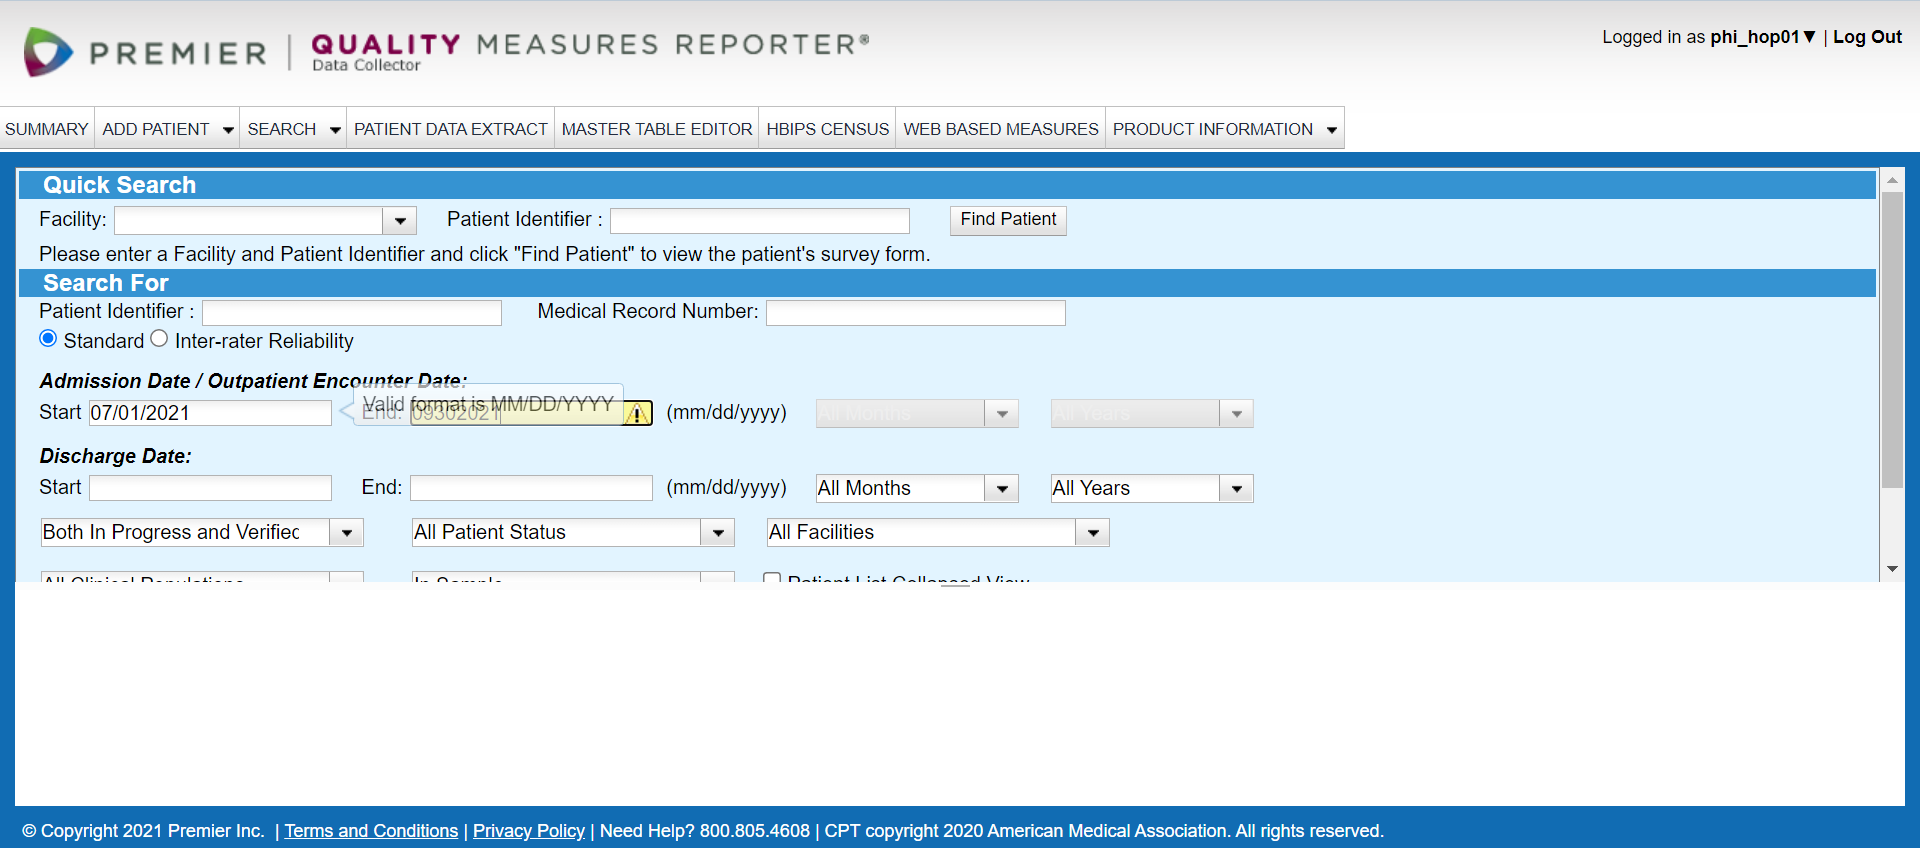 PREMIER | QUALITY MEASURES REPORTER®
Data Collector
Logged in as phi_hop01▼ | Log Out
SUMMARY ADD PATIENT SEARCH PATIENT DATA EXTRACT MASTER TABLE EDITOR HBIPS CENSUS WEB BASED MEASURES PRODUCT INFORMATION
Quick Search
Facility: Patient Identifier : Find Patient
Please enter a Facility and Patient Identifier and click "Find Patient" to view the patient's survey form.
Search For
Patient Identifier : Medical Record Number:
Standard Inter-rater Reliability
Admission Date / Outpatient Encounter Date:
Valid format is MM/DD/YYYY
Start 07/01/2021 End: 09302021 (mm/dd/yyyy) All Months All Years
Discharge Date:
Start End: (mm/dd/yyyy) All Months All Years
Both In Progress and Verified All Patient Status All Facilities
All Clinical Populations In Sample Patient List Collapsed View
© Copyright 2021 Premier Inc. | Terms and Conditions | Privacy Policy | Need Help? 800.805.4608 | CPT copyright 2020 American Medical Association. All rights reserved.